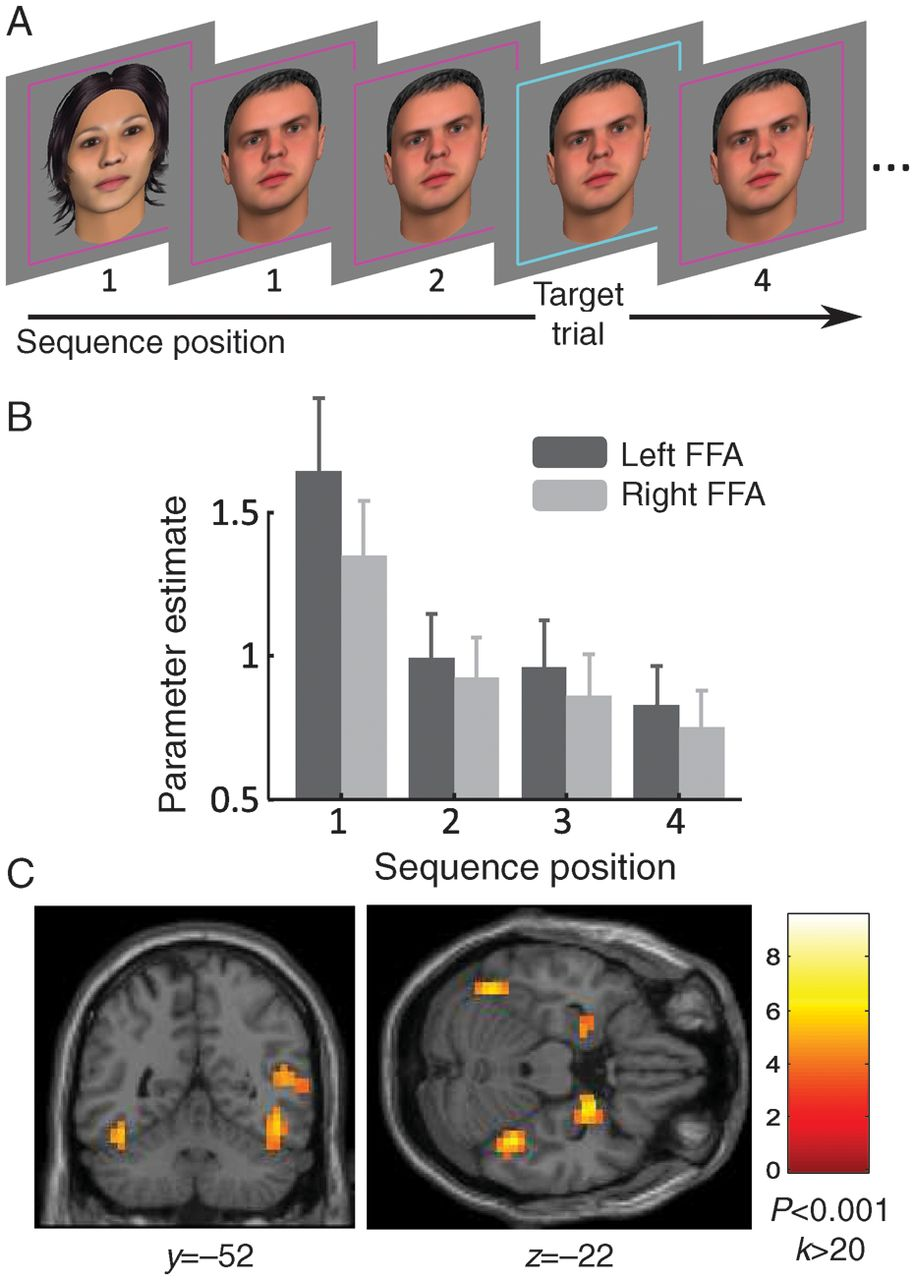 A
...
1 1 2 4
Target
trial
Sequence position
B
Left FFA
Right FFA
Parameter estimate
1.5
1
0.5
1 2 3 4
Sequence position
C
8
6
4
2
0
P<0.001
k>20
y=–52 z=–22